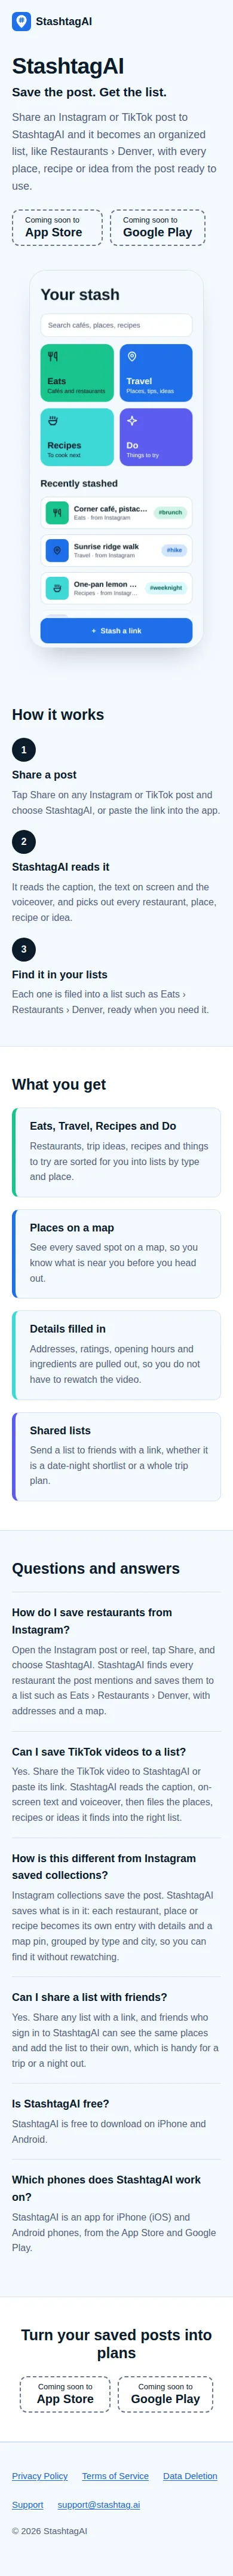 StashtagAI
StashtagAI
Save the post. Get the list.
Share an Instagram or TikTok post to
StashtagAI and it becomes an organized
list, like Restaurants › Denver, with every
place, recipe or idea from the post ready to
use.
Coming soon to
App Store
Coming soon to
Google Play
Your stash
Search cafés, places, recipes
Eats
Cafés and restaurants
Travel
Places, tips, ideas
Recipes
To cook next
Do
Things to try
Recently stashed
Corner café, pistac...
Eats · from Instagram
#brunch
Sunrise ridge walk
Travel · from Instagram
#hike
One-pan lemon ...
Recipes · from Instagr...
#weeknight
+ Stash a link
How it works
1
Share a post
Tap Share on any Instagram or TikTok post and
choose StashtagAI, or paste the link into the app.
2
StashtagAI reads it
It reads the caption, the text on screen and the
voiceover, and picks out every restaurant, place,
recipe or idea.
3
Find it in your lists
Each one is filed into a list such as Eats ›
Restaurants › Denver, ready when you need it.
What you get
Eats, Travel, Recipes and Do
Restaurants, trip ideas, recipes and things
to try are sorted for you into lists by type
and place.
Places on a map
See every saved spot on a map, so you
know what is near you before you head
out.
Details filled in
Addresses, ratings, opening hours and
ingredients are pulled out, so you do not
have to rewatch the video.
Shared lists
Send a list to friends with a link, whether it
is a date-night shortlist or a whole trip
plan.
Questions and answers
How do I save restaurants from
Instagram?
Open the Instagram post or reel, tap Share, and
choose StashtagAI. StashtagAI finds every
restaurant the post mentions and saves them to
a list such as Eats › Restaurants › Denver, with
addresses and a map.
Can I save TikTok videos to a list?
Yes. Share the TikTok video to StashtagAI or
paste its link. StashtagAI reads the caption, on-
screen text and voiceover, then files the places,
recipes or ideas it finds into the right list.
How is this different from Instagram
saved collections?
Instagram collections save the post. StashtagAI
saves what is in it: each restaurant, place or
recipe becomes its own entry with details and a
map pin, grouped by type and city, so you can
find it without rewatching.
Can I share a list with friends?
Yes. Share any list with a link, and friends who
sign in to StashtagAI can see the same places
and add the list to their own, which is handy for a
trip or a night out.
Is StashtagAI free?
StashtagAI is free to download on iPhone and
Android.
Which phones does StashtagAI work
on?
StashtagAI is an app for iPhone (iOS) and
Android phones, from the App Store and Google
Play.
Turn your saved posts into
plans
Coming soon to
App Store
Coming soon to
Google Play
Privacy Policy
Terms of Service
Data Deletion
Support
support@stashtag.ai
© 2026 StashtagAI